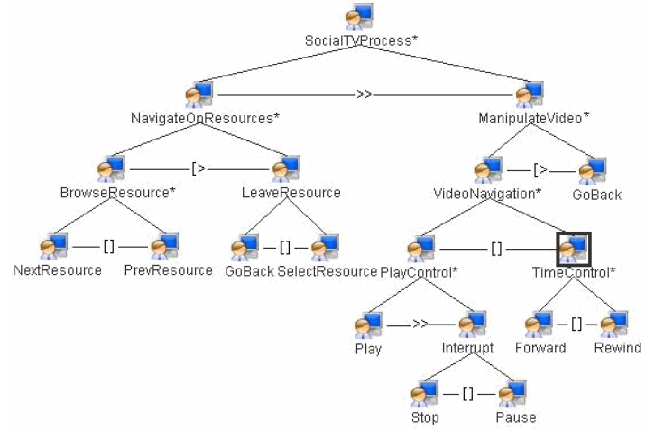 SocialTVProcess*
>>
NavigateOnResources*
ManipulateVideo*
[>
[>
BrowseResource*
LeaveResource
VideoNavigation*
GoBack
[]
[]
[]
NextResource
PrevResource
GoBack
SelectResource
PlayControl*
TimeControl*
>>
[]
Play
Interrupt
Forward
Rewind
[]
Stop
Pause